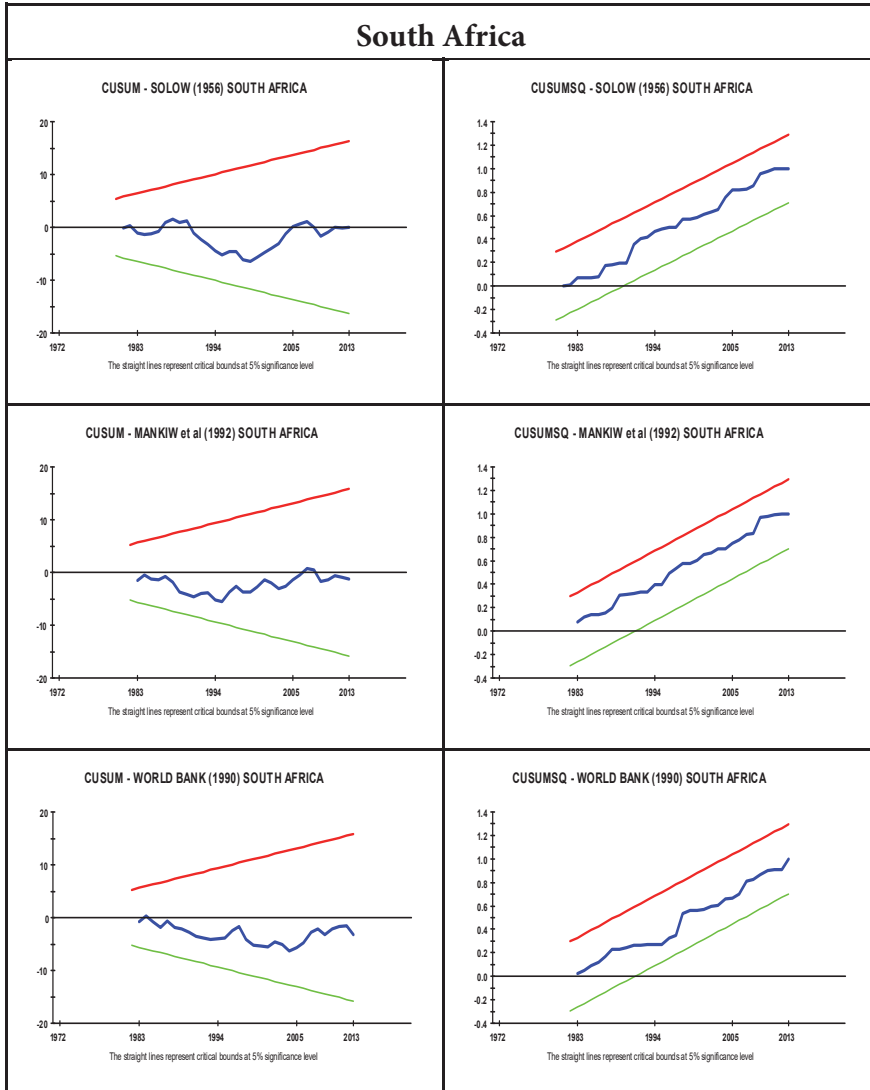 South Africa
CUSUM - SOLOW (1956) SOUTH AFRICA
20
10
0
-10
-20
1972 1983 1994 2005 2013
The straight lines represent critical bounds at 5% significance level
CUSUMSQ - SOLOW (1956) SOUTH AFRICA
1.4
1.2
1.0
0.8
0.6
0.4
0.2
0.0
-0.2
-0.4
1972 1983 1994 2005 2013
The straight lines represent critical bounds at 5% significance level
CUSUM - MANKIW et al (1992) SOUTH AFRICA
20
10
0
-10
-20
1972 1983 1994 2005 2013
The straight lines represent critical bounds at 5% significance level
CUSUMSQ - MANKIW et al (1992) SOUTH AFRICA
1.4
1.2
1.0
0.8
0.6
0.4
0.2
0.0
-0.2
-0.4
1972 1983 1994 2005 2013
The straight lines represent critical bounds at 5% significance level
CUSUM - WORLD BANK (1990) SOUTH AFRICA
20
10
0
-10
-20
1972 1983 1994 2005 2013
The straight lines represent critical bounds at 5% significance level
CUSUMSQ - WORLD BANK (1990) SOUTH AFRICA
1.4
1.2
1.0
0.8
0.6
0.4
0.2
0.0
-0.2
-0.4
1972 1983 1994 2005 2013
The straight lines represent critical bounds at 5% significance level